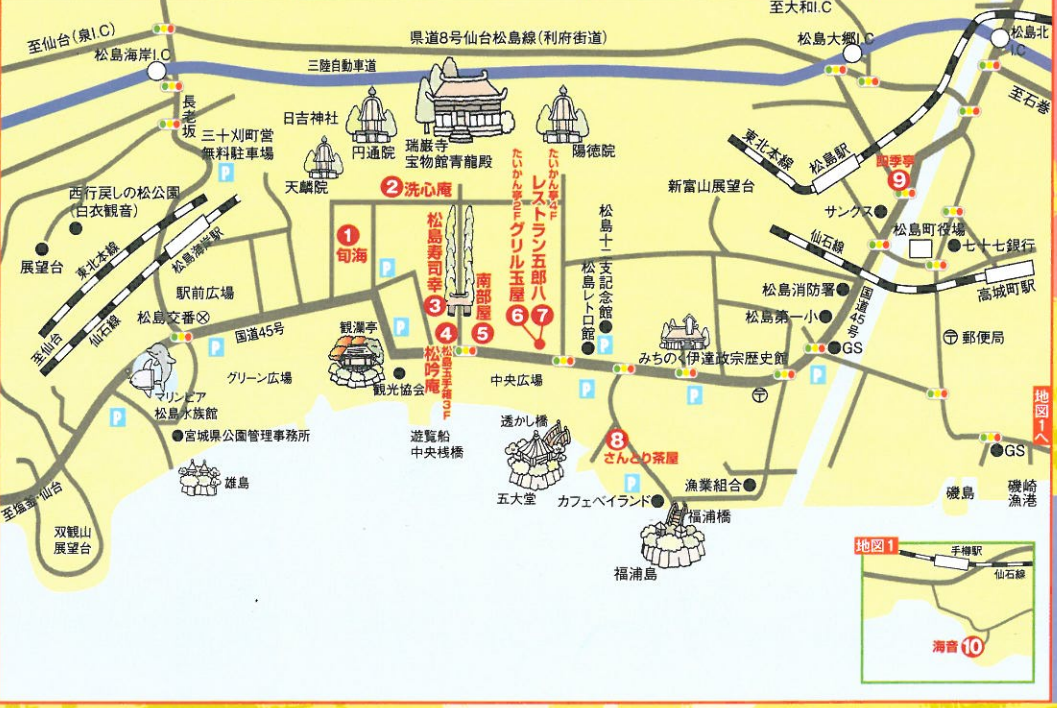 至大和I.C
至仙台(泉I.C)
県道8号仙台松島線(利府街道)
松島大郷I.C
松島北
I.C
松島海岸I.C
三陸自動車道
至石巻
長老坂
三十刈町営
無料駐車場
日吉神社
円通院
瑞巌寺
宝物館青龍殿
陽徳院
天麟院
東北本線
松島駅
四季亭
9
西行戻しの松公園
(白衣観音)
2 洗心庵
たいかん亭2F
グリル玉屋
6
たいかん亭4F
レストラン五郎八
7
新富山展望台
サンクス
展望台
東北本線
松島海岸駅
1
旬海
松島寿司幸
3
南部屋
5
松島十二支記念館
松島レトロ館
仙石線
松島町役場
七十七銀行
高城町駅
駅前広場
松島消防署
松島交番
国道45号
松島第一小
国道45号
至仙台
仙石線
観瀾亭
4
松吟庵
松島玉手箱3F
GS
郵便局
みちのく伊達政宗歴史館
グリーン広場
観光協会
中央広場
マリンピア
松島水族館
地図1へ
宮城県公園管理事務所
遊覧船
中央桟橋
透かし橋
8
さんとり茶屋
GS
雄島
五大堂
カフェベイランド
漁業組合
磯島
磯崎
漁港
至塩釜・仙台
福浦橋
双観山
展望台
福浦島
地図1
手樽駅
仙石線
海音 10
P
P
P
P
P
P
P
P
P
P
P